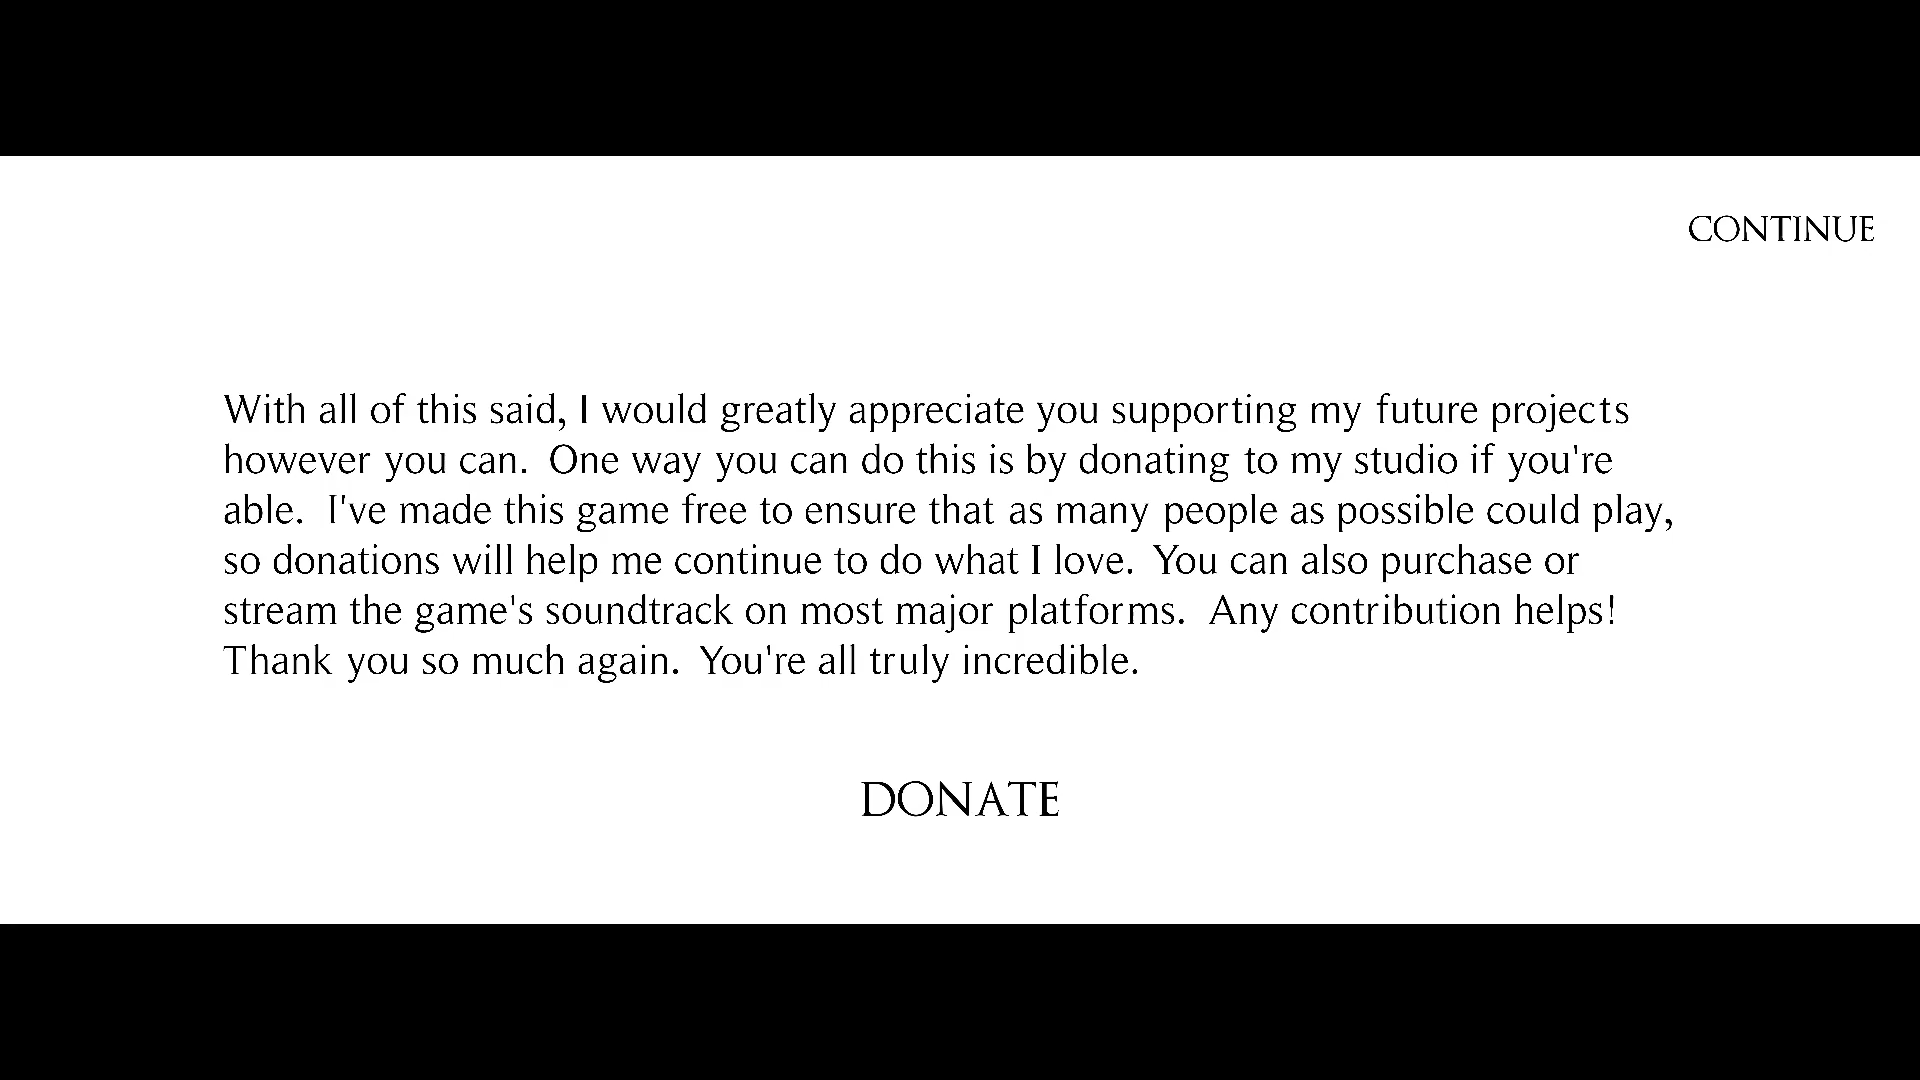 CONTINUE
With all of this said, I would greatly appreciate you supporting my future projects
however you can.  One way you can do this is by donating to my studio if you're
able.  I've made this game free to ensure that as many people as possible could play,
so donations will help me continue to do what I love.  You can also purchase or
stream the game's soundtrack on most major platforms.  Any contribution helps!
Thank you so much again.  You're all truly incredible.
DONATE